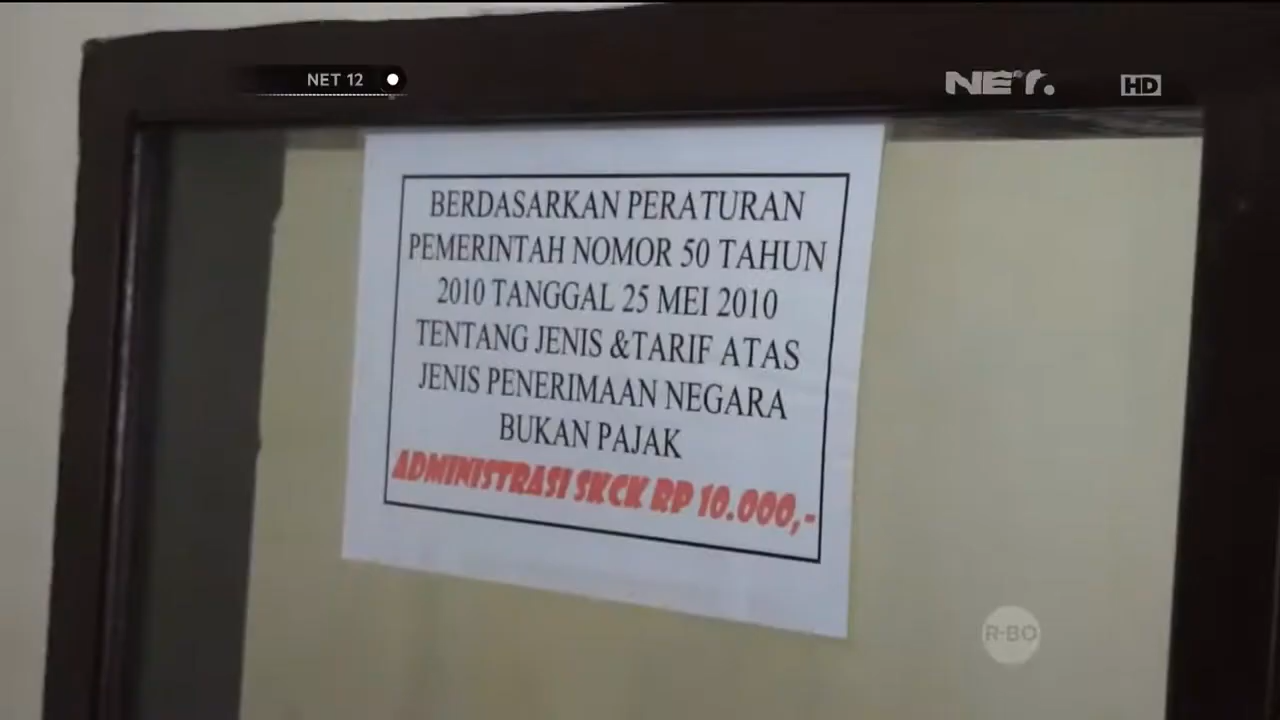 NET 12
NET.
HD
BERDASARKAN PERATURAN
PEMERINTAH NOMOR 50 TAHUN
2010 TANGGAL 25 MEI 2010
TENTANG JENIS &TARIF ATAS
JENIS PENERIMAAN NEGARA
BUKAN PAJAK
ADMINISTRASI SKCK RP 10.000,-
R-BO